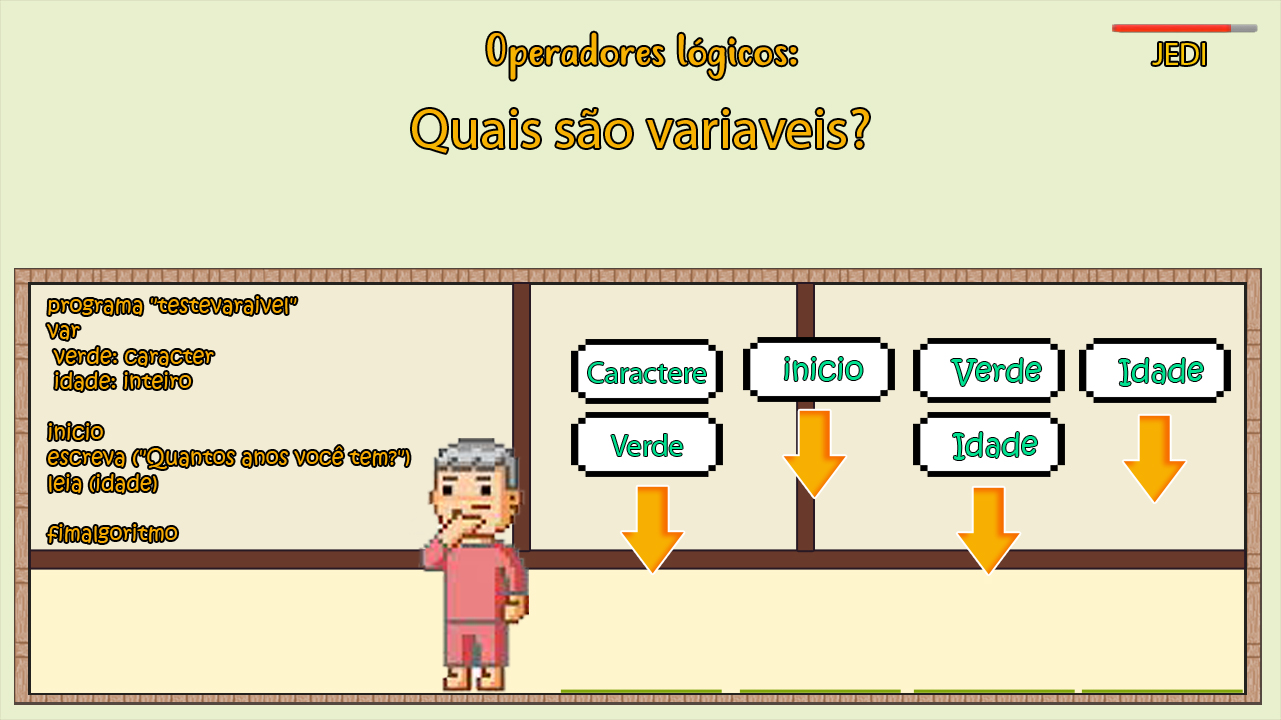 Operadores lógicos:
JEDI
Quais são variaveis?
programa "testevaraivel"
var
verde: caracter
idade: inteiro
inicio
escreva ("Quantos anos você tem?")
leia (idade)
fimalgoritmo
Caractere
Verde
inicio
Verde
Idade
Idade